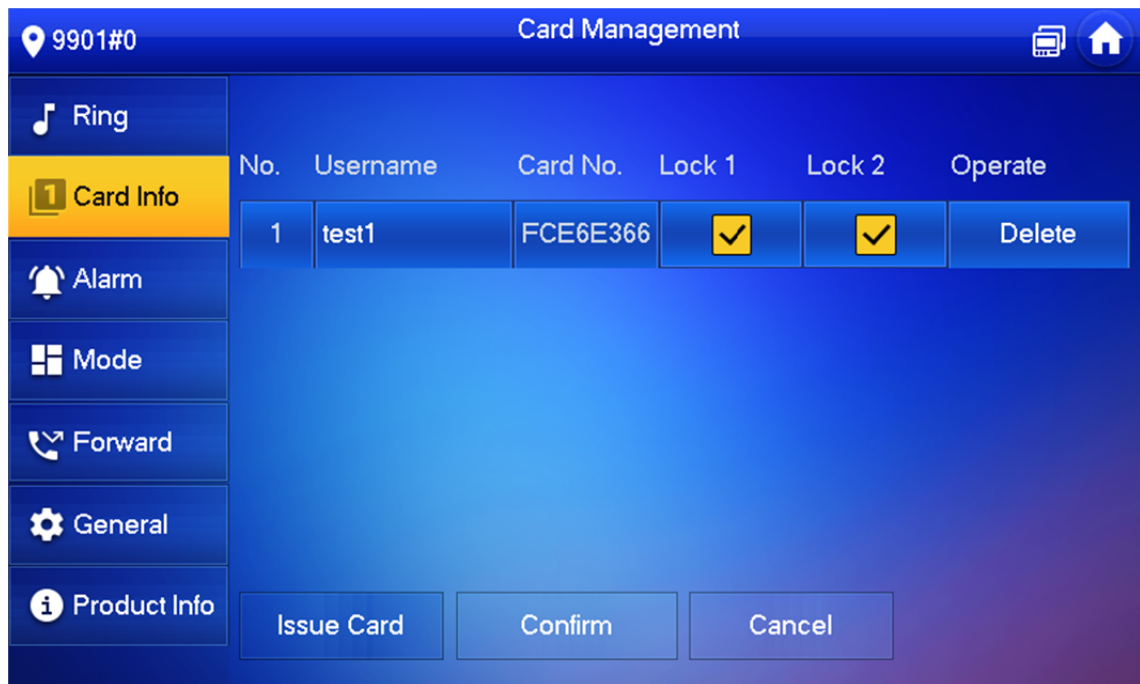 9901#0 Card Management
Ring
Card Info
Alarm
Mode
Forward
General
Product Info
No. Username Card No. Lock 1 Lock 2 Operate
1 test1 FCE6E366 Delete
Issue Card Confirm Cancel